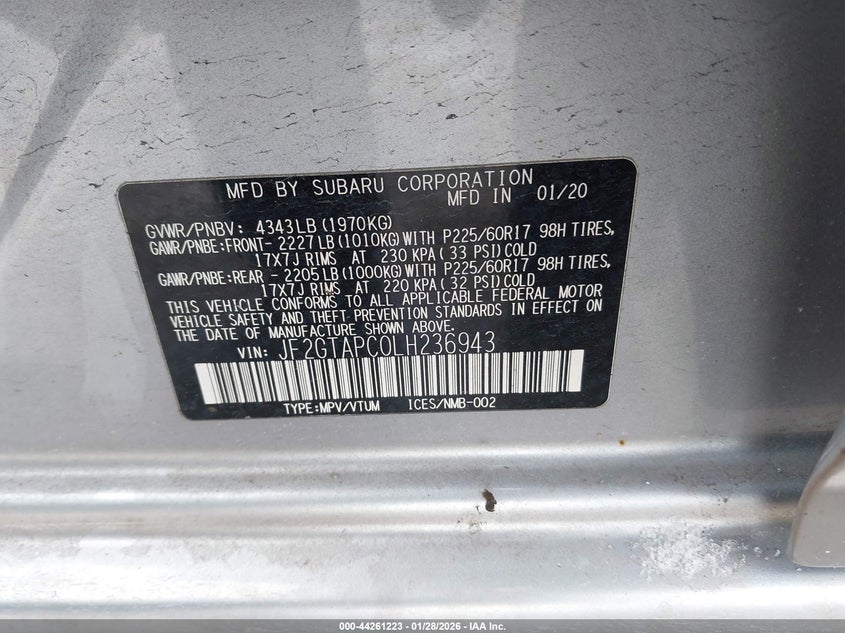 MFD BY SUBARU CORPORATION
MFD IN 01/20
GVWR/PNBV: 4343LB (1970KG)
GAWR/PNBE:FRONT- 2227LB (1010KG) WITH P225/60R17 98H TIRES,
17X7J RIMS AT 230 KPA (33 PSI) COLD
GAWR/PNBE:REAR - 2205LB (1000KG) WITH P225/60R17 98H TIRES,
17X7J RIMS AT 220 KPA (32 PSI) COLD
THIS VEHICLE CONFORMS TO ALL APPLICABLE FEDERAL MOTOR
VEHICLE SAFETY AND THEFT PREVENTION STANDARDS IN EFFECT ON
THE DATE OF MANUFACTURE SHOWN ABOVE.
VIN: JF2GTAPC0LH236943
TYPE:MPV/VTUM ICES/NMB-002
000-44261223 | 01/28/2026 - IAA Inc.